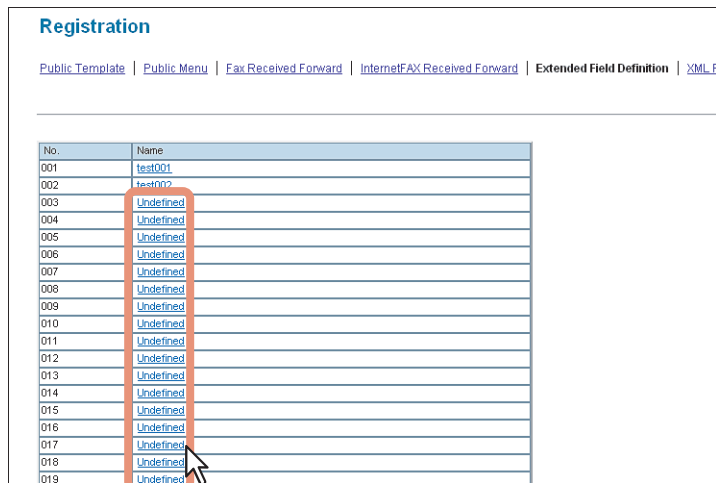 Registration
Public Template | Public Menu | Fax Received Forward | InternetFAX Received Forward | Extended Field Definition | XML F
No. Name
001 test001
002 test002
003 Undefined
004 Undefined
005 Undefined
006 Undefined
007 Undefined
008 Undefined
009 Undefined
010 Undefined
011 Undefined
012 Undefined
013 Undefined
014 Undefined
015 Undefined
016 Undefined
017 Undefined
018 Undefined
019 Undefined